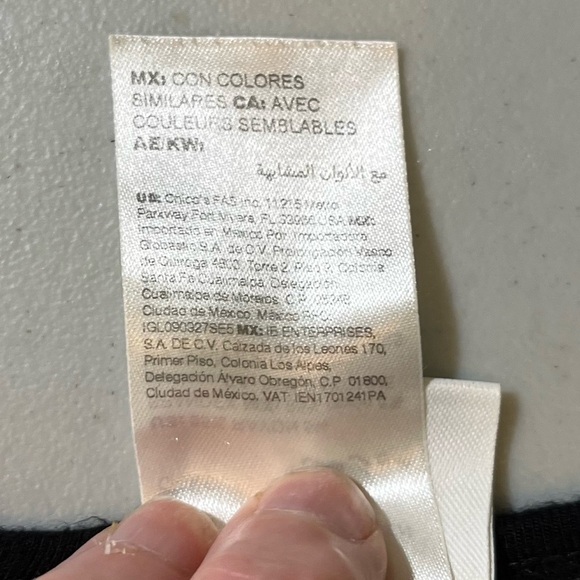 MX: CON COLORES
SIMILARES CA: AVEC
COULEURS SEMBLABLES
AE/KW:
مع الألوان المتشابهة
US: Chico's FAS Inc. 11215 Metro
Parkway Fort Myers, FL 33966 USA MX:
Importado en México Por: Importadora
Globastic S.A. de C.V. Prolongación Vasco
de Quiroga 4800, Torre 2, Piso 2, Colonia
Santa Fe Cuajimalpa, Delegación
Cuajimalpa de Morelos, C.P. 05348
Ciudad de México, México RFC:
IGL090327SE5 MX: IB ENTERPRISES,
S.A. DE C.V. Calzada de los Leones 170,
Primer Piso, Colonia Los Alpes,
Delegación Álvaro Obregón, C.P. 01800,
Ciudad de México, VAT: IEN1701241PA